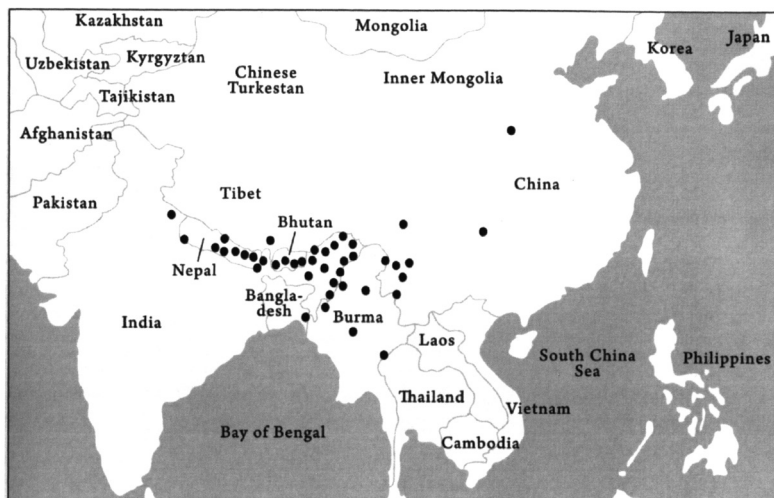 Kazakhstan
Mongolia
Japan
Korea
Uzbekistan
Kyrgyztan
Chinese
Turkestan
Inner Mongolia
Tajikistan
Afghanistan
China
Pakistan
Tibet
Bhutan
Nepal
Bangla-
desh
India
Burma
Laos
South China
Sea
Philippines
Thailand
Vietnam
Bay of Bengal
Cambodia